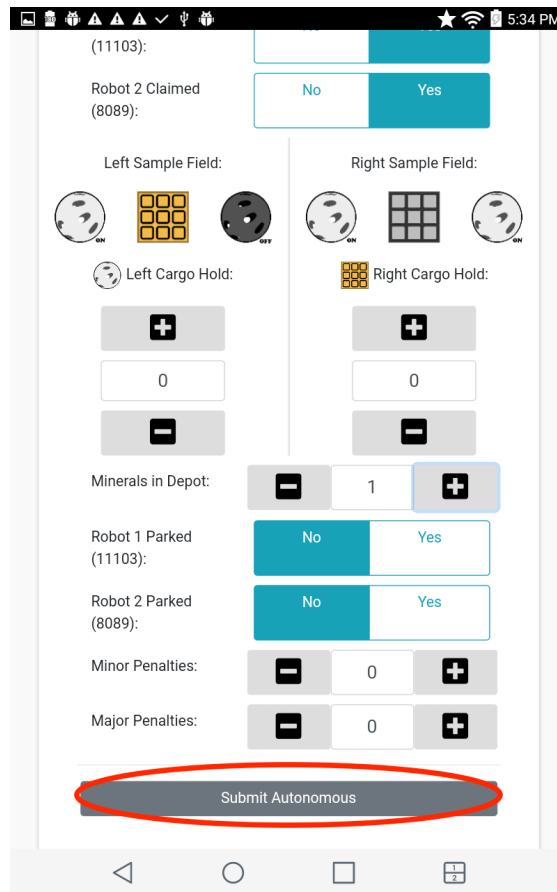 5:34 PM
(11103):
Robot 2 Claimed
(8089):
No Yes
Left Sample Field: Right Sample Field:
ON OFF ON ON
Left Cargo Hold: Right Cargo Hold:
0 0
Minerals in Depot: 1
Robot 1 Parked
(11103):
No Yes
Robot 2 Parked
(8089):
No Yes
Minor Penalties: 0
Major Penalties: 0
Submit Autonomous
1
2